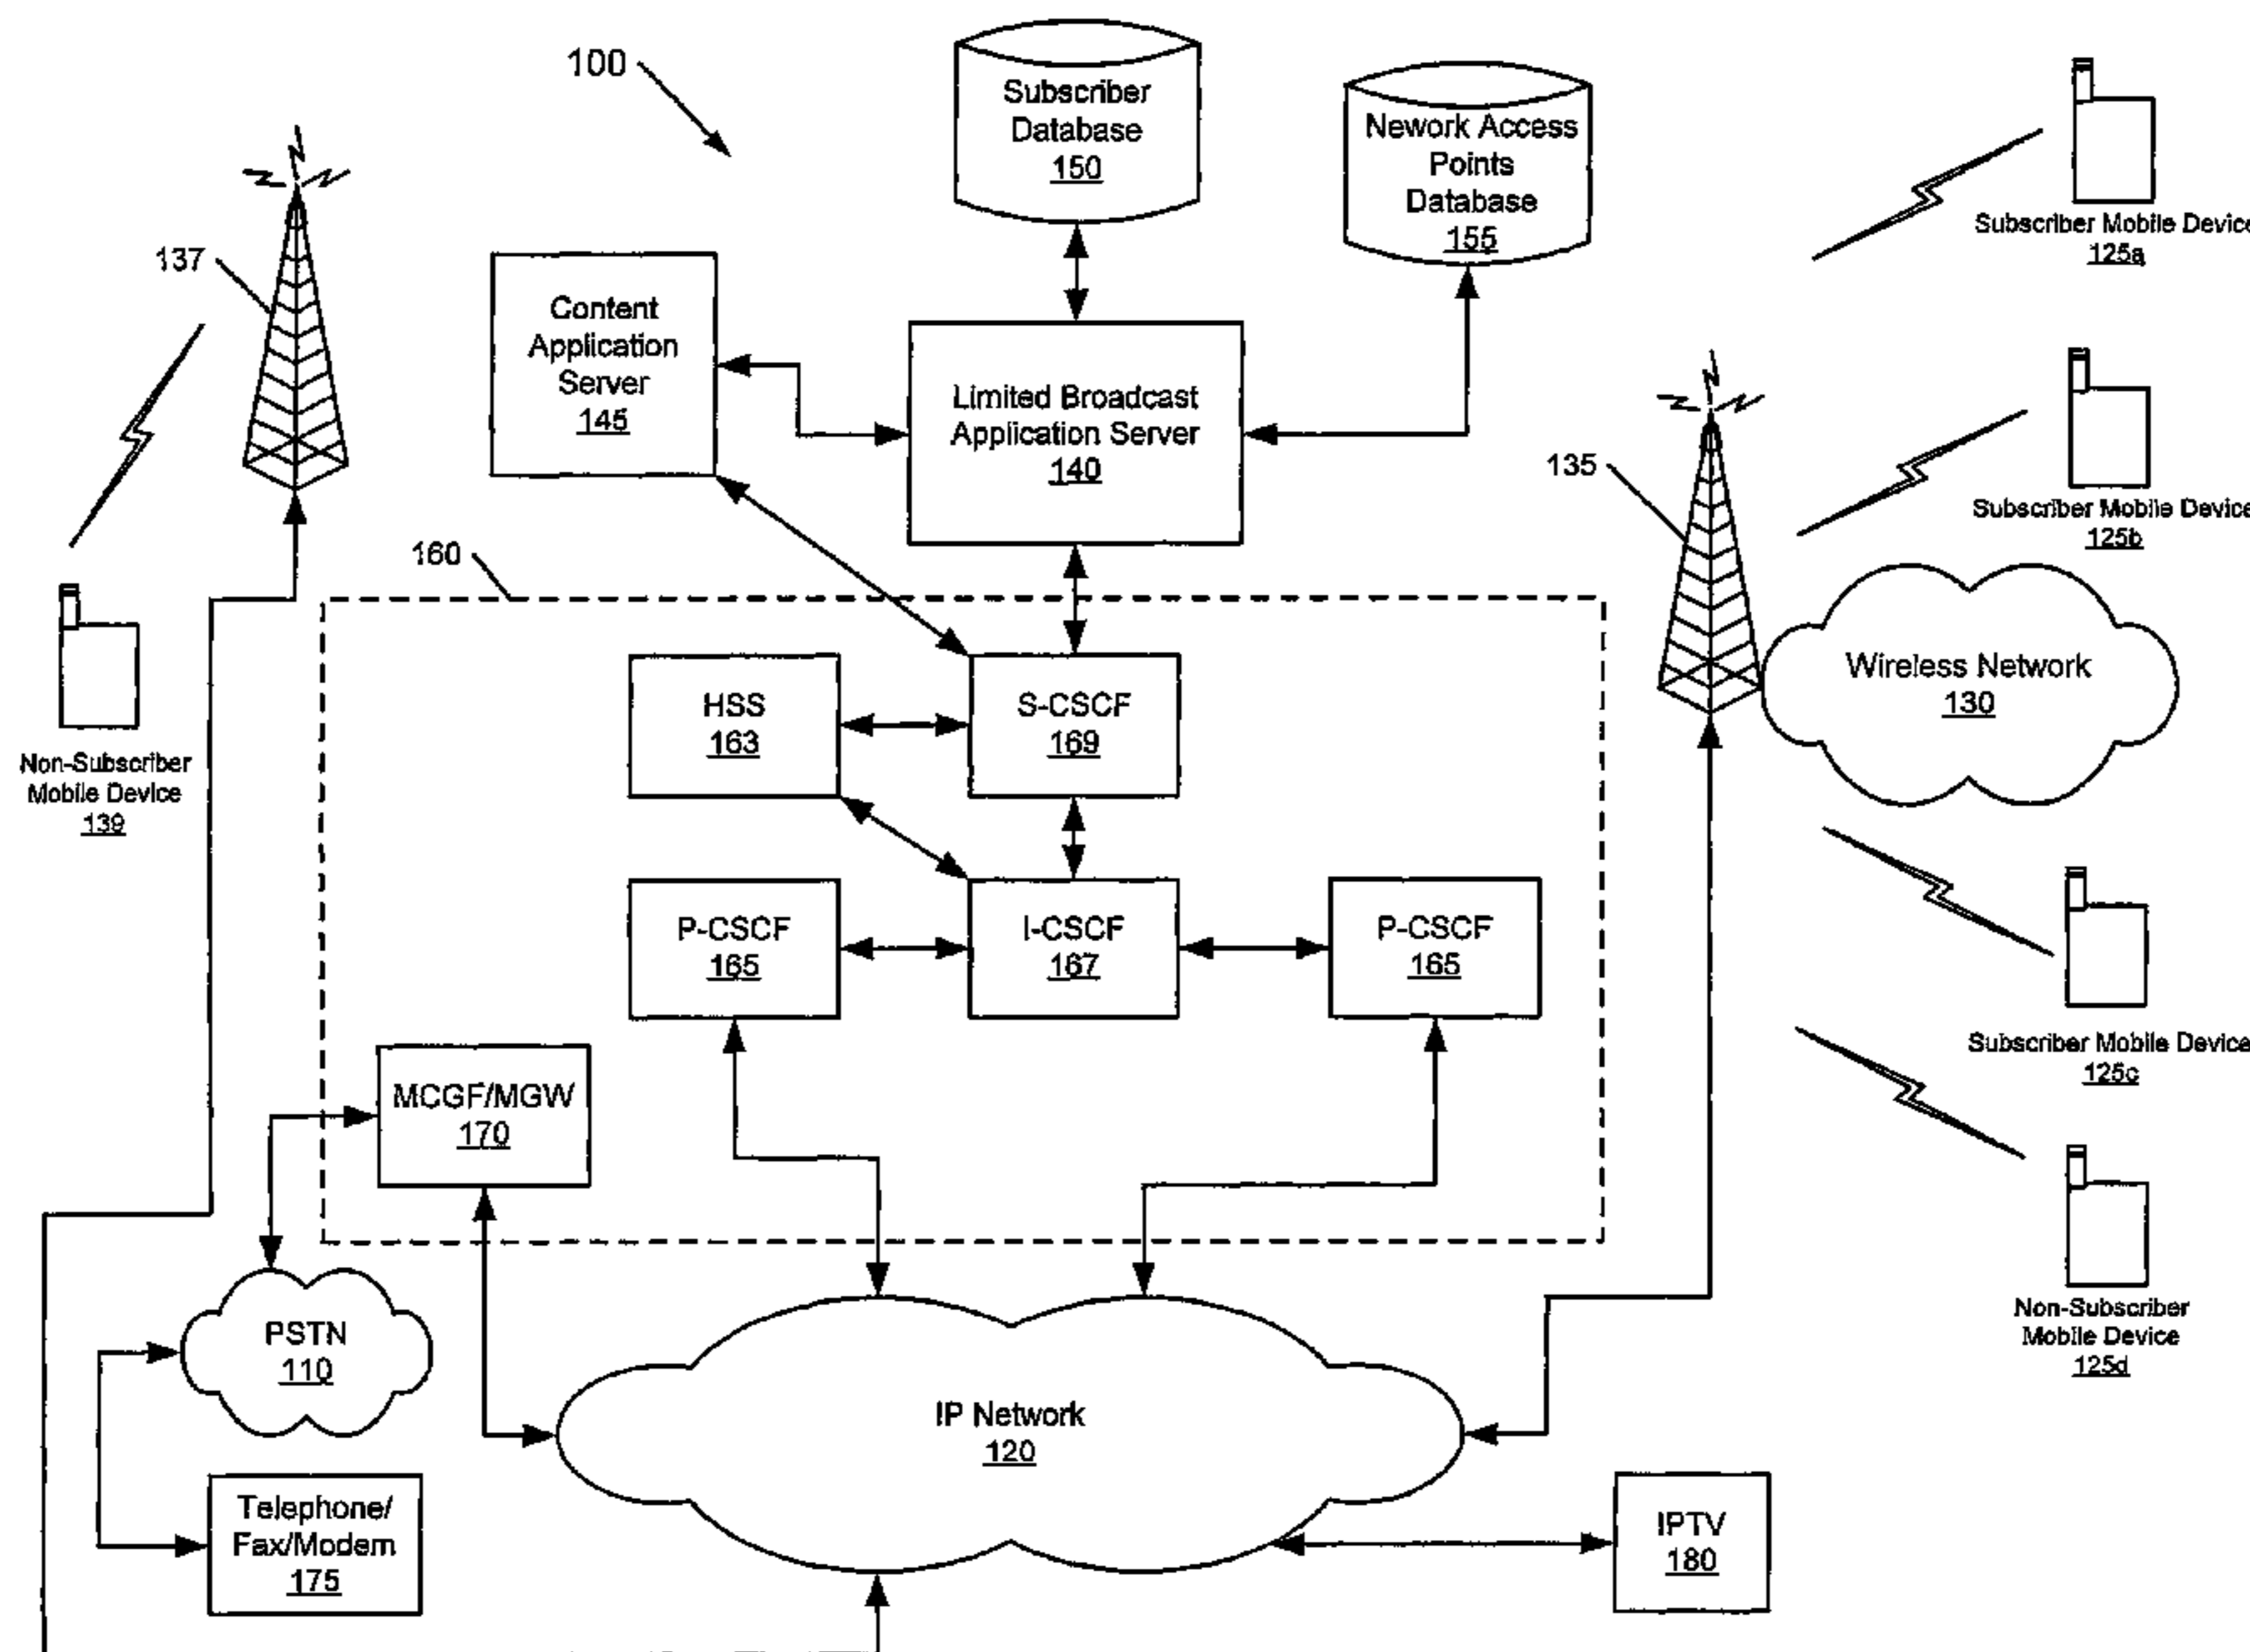 100
Subscriber
Database
150
Nework Access
Points
Database
155
Subscriber Mobile Device
125a
137
Content
Application
Server
145
Limited Broadcast
Application Server
140
135
Subscriber Mobile Device
125b
160
Wireless Network
130
HSS
163
S-CSCF
169
Non-Subscriber
Mobile Device
139
P-CSCF
165
I-CSCF
167
P-CSCF
165
Subscriber Mobile Device
125c
MCGF/MGW
170
Non-Subscriber
Mobile Device
125d
PSTN
110
IP Network
120
Telephone/
Fax/Modem
175
IPTV
180